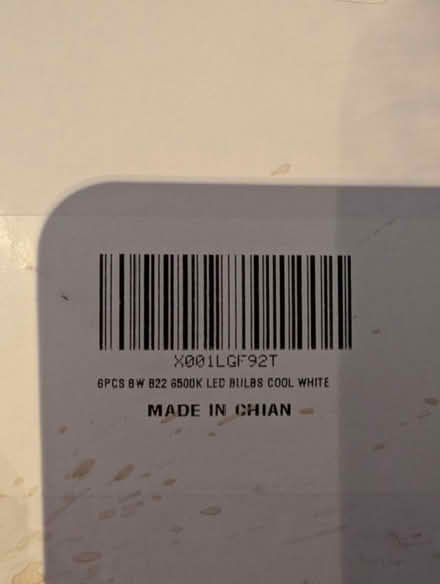 X001LGF92T
6PCS 8W B22 6500K LED BULBS COOL WHITE
MADE IN CHIAN